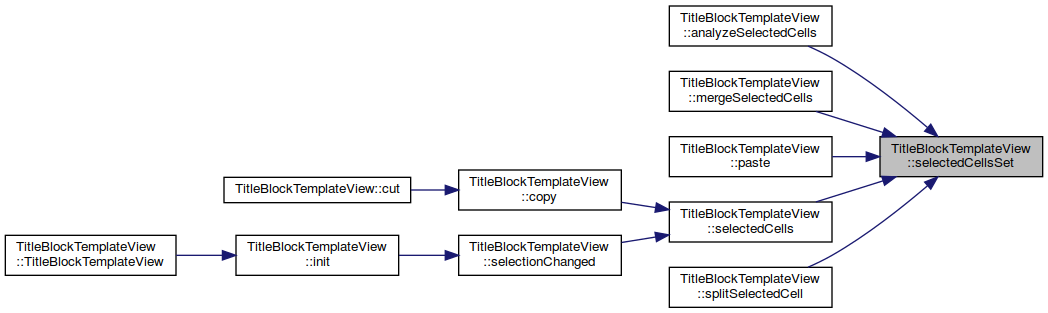 TitleBlockTemplateView
::analyzeSelectedCells
TitleBlockTemplateView
::mergeSelectedCells
TitleBlockTemplateView
::paste
TitleBlockTemplateView
::selectedCellsSet
TitleBlockTemplateView::cut
TitleBlockTemplateView
::copy
TitleBlockTemplateView
::selectedCells
TitleBlockTemplateView
::TitleBlockTemplateView
TitleBlockTemplateView
::init
TitleBlockTemplateView
::selectionChanged
TitleBlockTemplateView
::splitSelectedCell